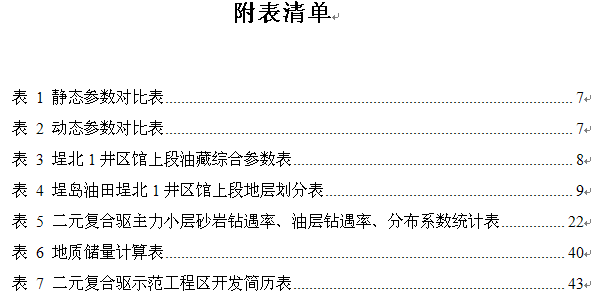 附表清单
表 1 静态参数对比表 7
表 2 动态参数对比表 7
表 3 埕北1井区馆上段油藏综合参数表 8
表 4 埕岛油田埕北1井区馆上段地层划分表 9
表 5 二元复合驱主力小层砂岩钻遇率、油层钻遇率、分布系数统计表 22
表 6 地质储量计算表 40
表 7 二元复合驱示范工程区开发简历表 43